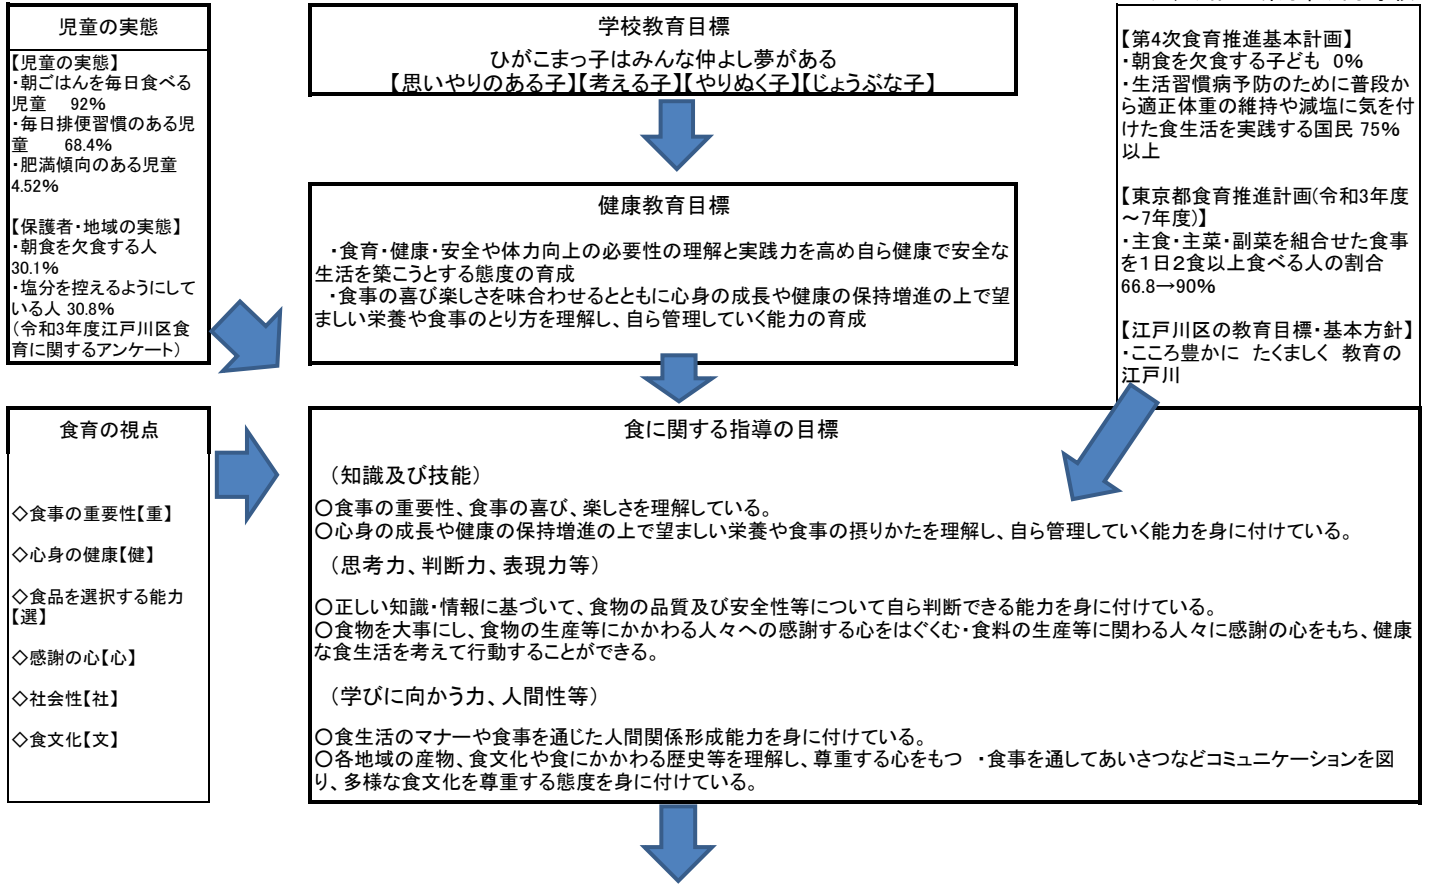 児童の実態
【児童の実態】
・朝ごはんを毎日食べる
児童　92%
・毎日排便習慣のある児
童　　68.4%
・肥満傾向のある児童
4.52%
【保護者・地域の実態】
・朝食を欠食する人
30.1%
・塩分を控えるようにして
いる人 30.8%
(令和3年度江戸川区食
育に関するアンケート)
学校教育目標
ひがこまっ子はみんな仲よし夢がある
【思いやりのある子】【考える子】【やりぬく子】【じょうぶな子】
健康教育目標
・食育・健康・安全や体力向上の必要性の理解と実践力を高め自ら健康で安全な
生活を築こうとする態度の育成
・食事の喜び楽しさを味合わせるとともに心身の成長や健康の保持増進の上で望
ましい栄養や食事のとり方を理解し、自ら管理していく能力の育成
【第4次食育推進基本計画】
・朝食を欠食する子ども 0%
・生活習慣病予防のために普段か
ら適正体重の維持や減塩に気を付
けた食生活を実践する国民 75%
以上
【東京都食育推進計画(令和3年度
～7年度)】
・主食・主菜・副菜を組合せた食事
を1日2食以上食べる人の割合
66.8→90%
【江戸川区の教育目標・基本方針】
・こころ豊かに たくましく 教育の
江戸川
食育の視点
◇食事の重要性【重】
◇心身の健康【健】
◇食品を選択する能力
【選】
◇感謝の心【心】
◇社会性【社】
◇食文化【文】
食に関する指導の目標
(知識及び技能)
○食事の重要性、食事の喜び、楽しさを理解している。
○心身の成長や健康の保持増進の上で望ましい栄養や食事の摂りかたを理解し、自ら管理していく能力を身に付けている。
(思考力、判断力、表現力等)
○正しい知識・情報に基づいて、食物の品質及び安全性等について自ら判断できる能力を身に付けている。
○食物を大事にし、食物の生産等にかかわる人々への感謝する心をはぐくむ・食料の生産等に関わる人々に感謝の心をもち、健康
な食生活を考えて行動することができる。
(学びに向かう力、人間性等)
○食生活のマナーや食事を通じた人間関係形成能力を身に付けている。
○各地域の産物、食文化や食にかかわる歴史等を理解し、尊重する心をもつ ・食事を通してあいさつなどコミュニケーションを図
り、多様な食文化を尊重する態度を身に付けている。